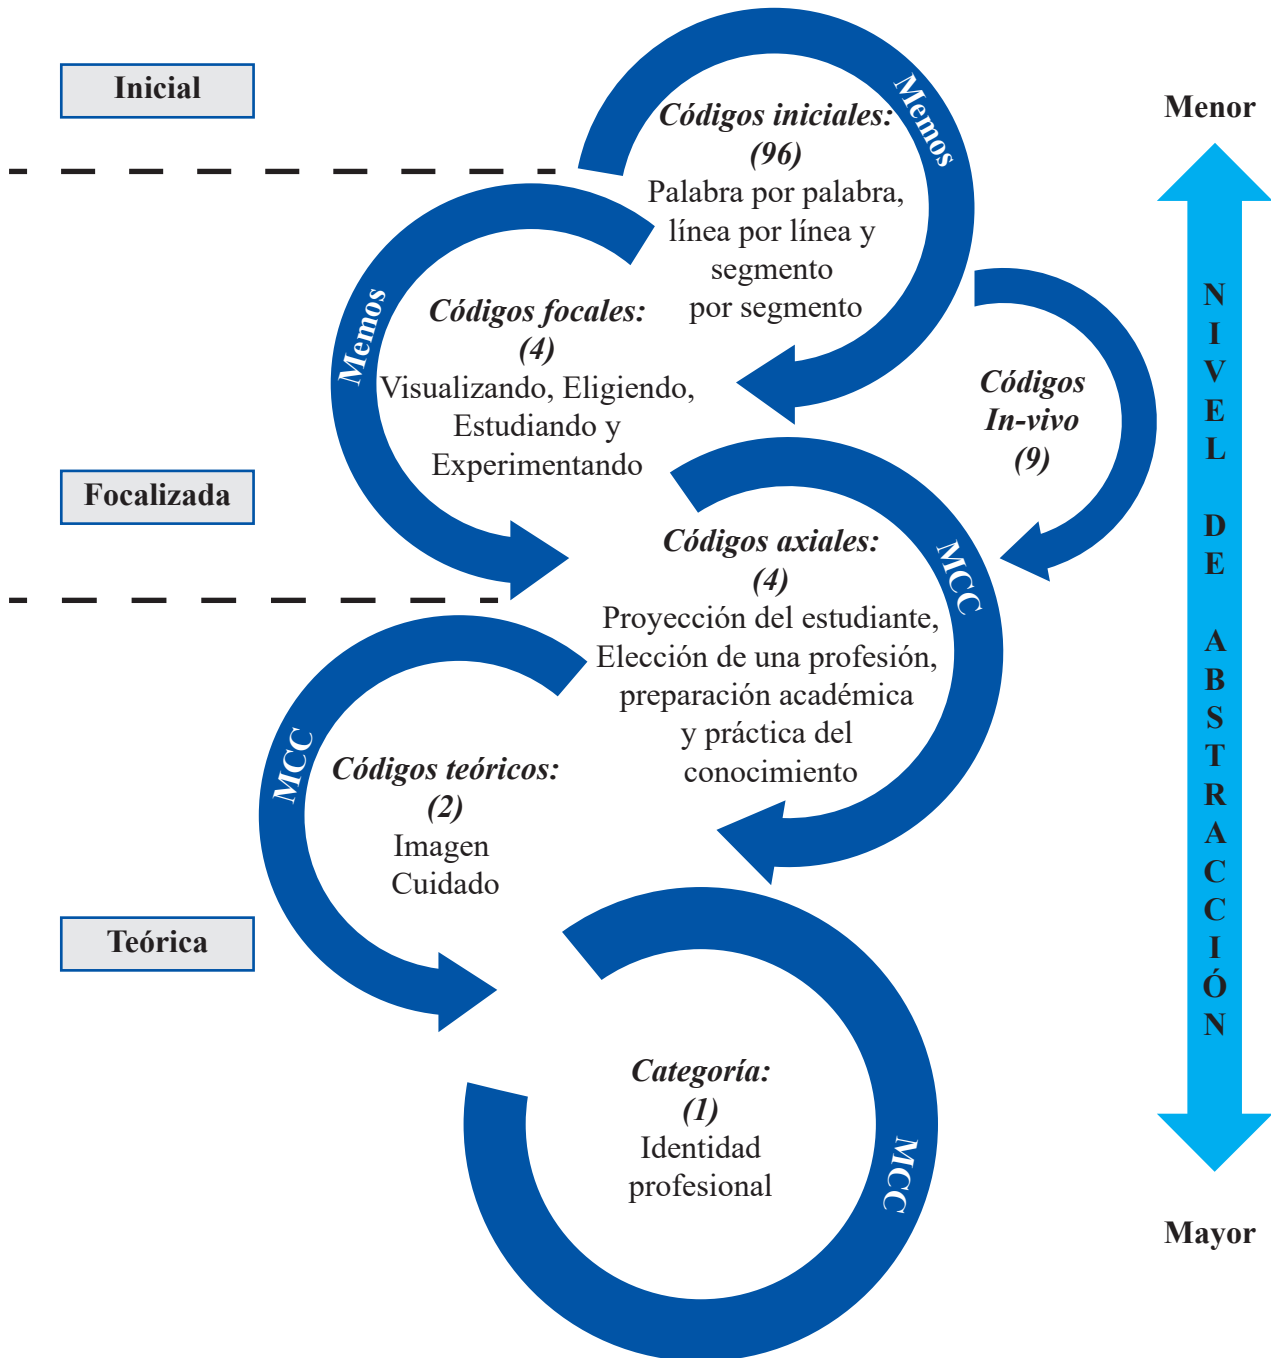 Inicial
Códigos iniciales:
(96)
Palabra por palabra,
línea por línea y
segmento
por segmento
Memos
Menor
Memos
Códigos focales:
(4)
Visualizando, Eligiendo,
Estudiando y
Experimentando
Códigos
In-vivo
(9)
Focalizada
Códigos axiales:
(4)
Proyección del estudiante,
Elección de una profesión,
preparación académica
y práctica del
conocimiento
MCC
NIVEL DE ABSTRACCIÓN
MCC
Códigos teóricos:
(2)
Imagen
Cuidado
Teórica
Categoría:
(1)
Identidad
profesional
MCC
Mayor